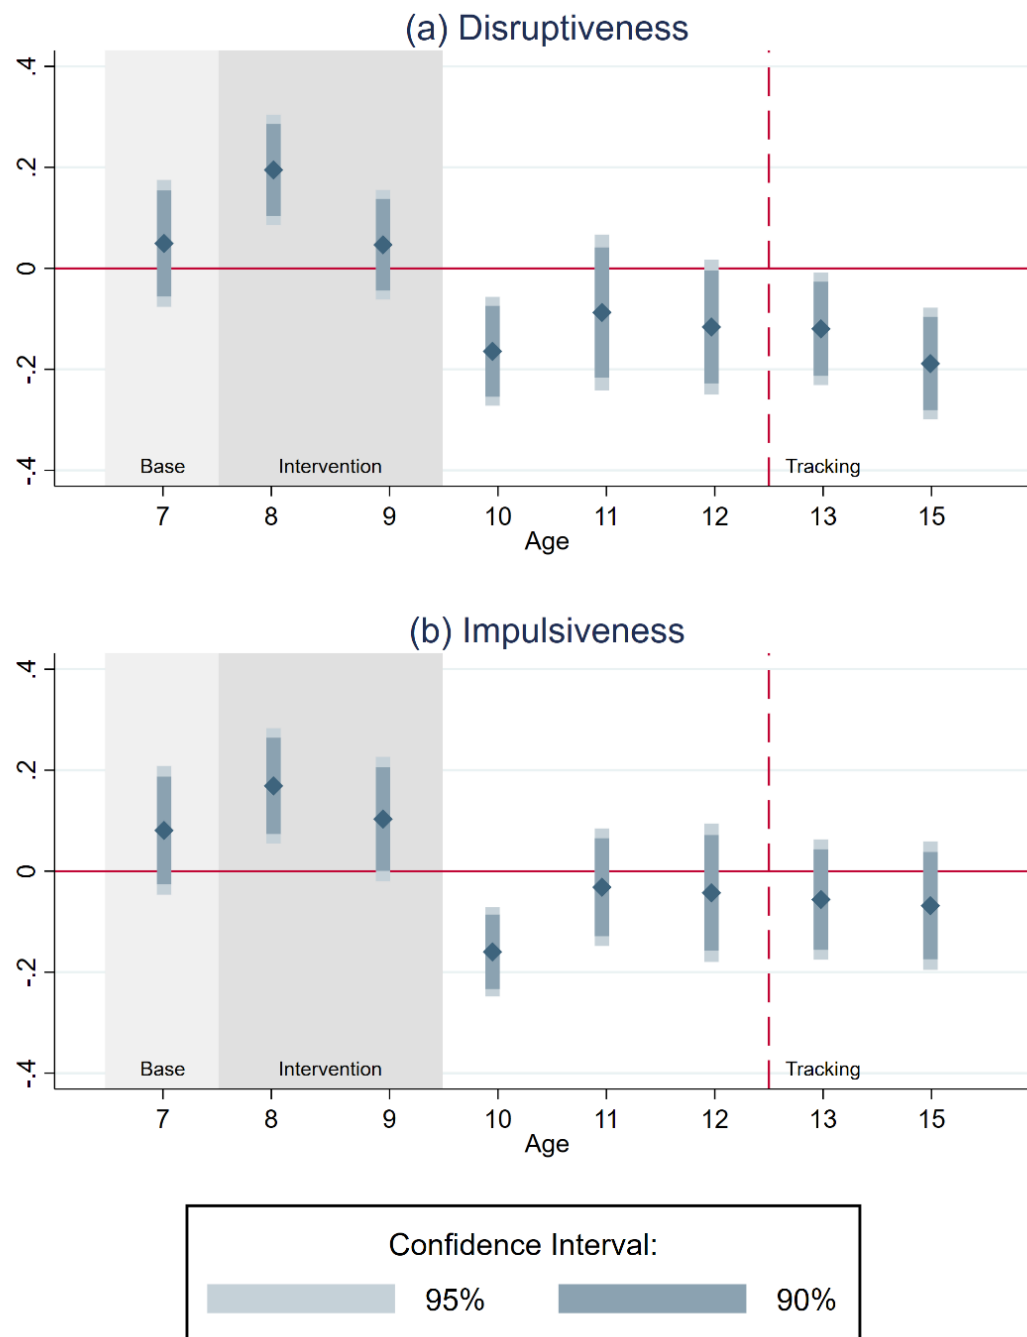 (a) Disruptiveness
.4
.2
0
-.2
-.4
Base Intervention Tracking
7 8 9 10 11 12 13 15
Age
(b) Impulsiveness
.4
.2
0
-.2
-.4
Base Intervention Tracking
7 8 9 10 11 12 13 15
Age
Confidence Interval:
95% 90%